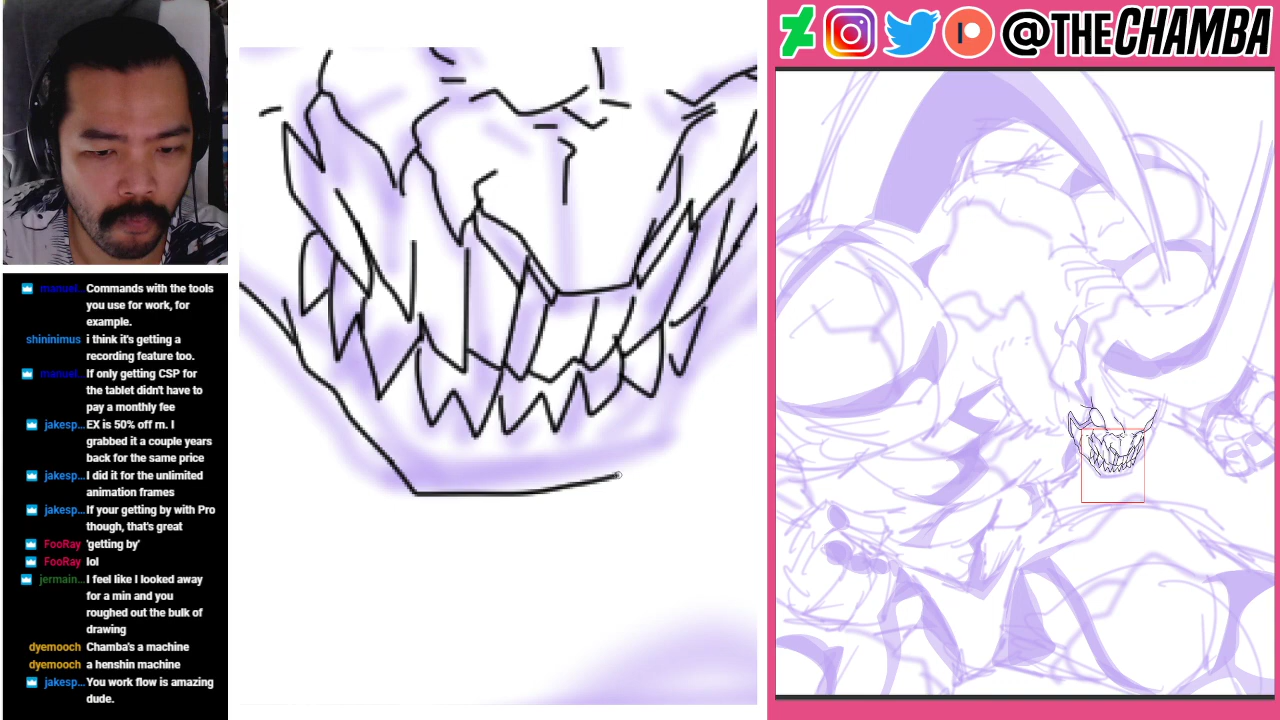 @THECHAMBA
manuel... Commands with the tools
you use for work, for
example.
shininimus i think it's getting a
recording feature too.
manuel... If only getting CSP for
the tablet didn't have to
pay a monthly fee
jakesp... EX is 50% off rn. I
grabbed it a couple years
back for the same price
jakesp... I did it for the unlimited
animation frames
jakesp... If your getting by with Pro
though, that's great
FooRay 'getting by'
FooRay lol
jermain... I feel like I looked away
for a min and you
roughed out the bulk of
drawing
dyemooch Chamba's a machine
dyemooch a henshin machine
jakesp... You work flow is amazing
dude.